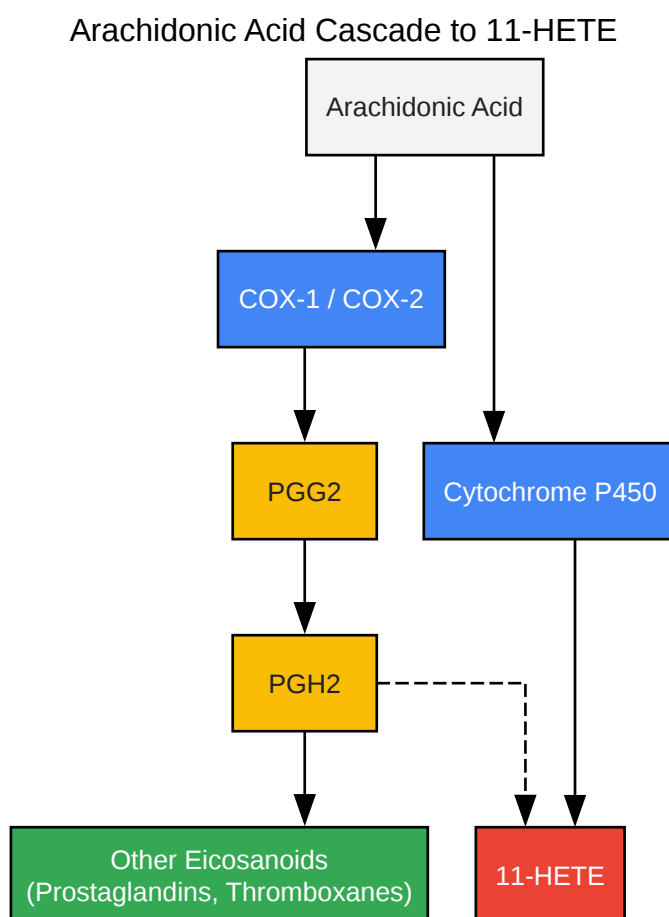 Arachidonic Acid Cascade to 11-HETE
Arachidonic Acid
COX-1 / COX-2
PGG2
Cytochrome P450
PGH2
Other Eicosanoids
(Prostaglandins, Thromboxanes)
11-HETE